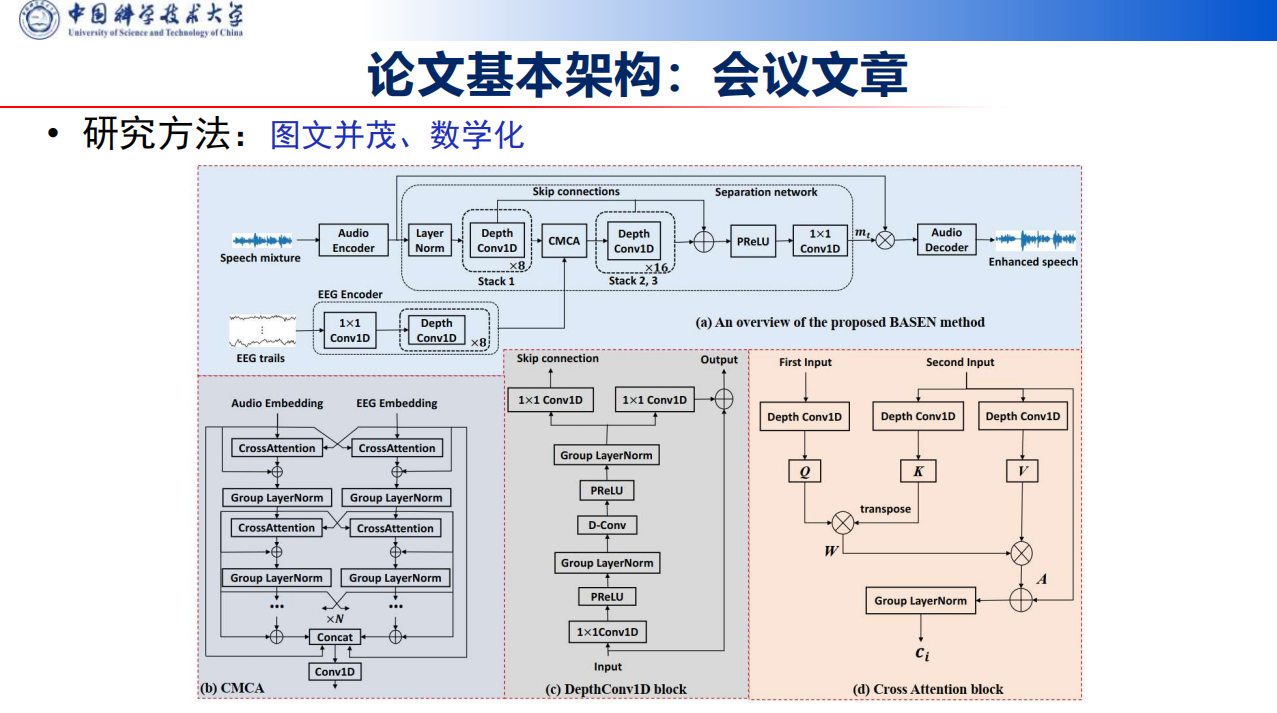 中国科学技术大学
University of Science and Technology of China
论文基本架构：会议文章
• 研究方法：图文并茂、数学化
Skip connections
Separation network
Speech mixture
Audio Encoder
Layer Norm
Depth Conv1D
×8
Stack 1
CMCA
Depth Conv1D
×16
Stack 2, 3
PReLU
1×1 Conv1D
Audio Decoder
Enhanced speech
EEG Encoder
EEG trails
1×1 Conv1D
Depth Conv1D
×8
(a) An overview of the proposed BASEN method
Audio Embedding
EEG Embedding
CrossAttention
CrossAttention
Group LayerNorm
Group LayerNorm
CrossAttention
CrossAttention
Group LayerNorm
Group LayerNorm
...
...
×N
Concat
Conv1D
(b) CMCA
Skip connection
Output
1×1 Conv1D
1×1 Conv1D
Group LayerNorm
PReLU
D-Conv
Group LayerNorm
PReLU
1×1Conv1D
Input
(c) DepthConv1D block
First Input
Second Input
Depth Conv1D
Depth Conv1D
Depth Conv1D
Q
K
V
transpose
W
A
Group LayerNorm
c_i
(d) Cross Attention block